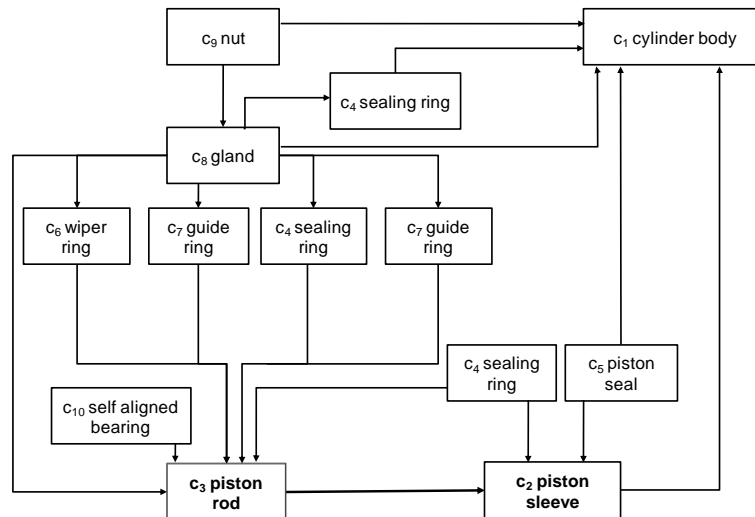 c₉ nut
c₁ cylinder body
c₄ sealing ring
c₈ gland
c₆ wiper
ring
c₇ guide
ring
c₄ sealing
ring
c₇ guide
ring
c₄ sealing
ring
c₅ piston
seal
c₁₀ self aligned
bearing
c₃ piston
rod
c₂ piston
sleeve